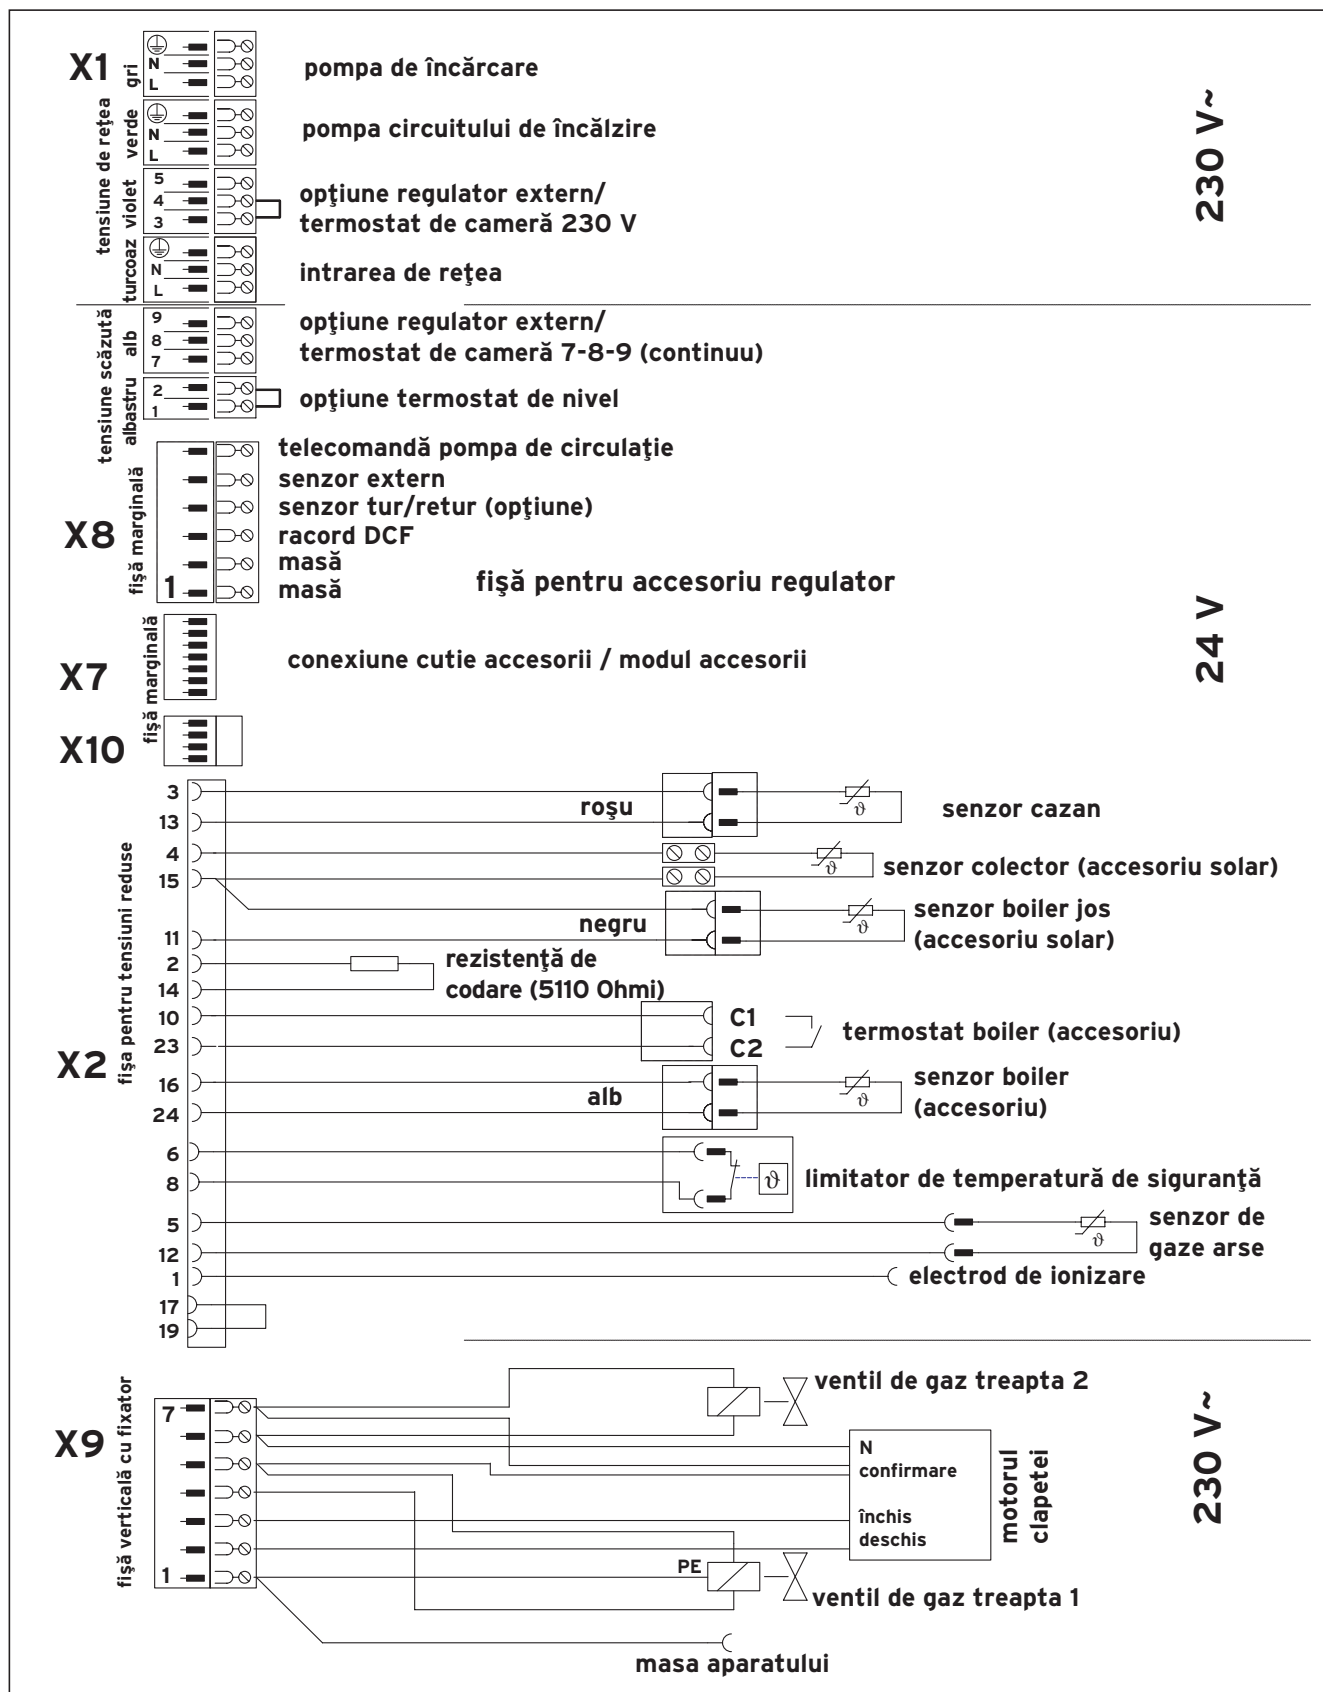 X1
gri
N
L
pompa de încărcare
tensiune de reţea
verde
N
L
pompa circuitului de încălzire
violet
5
4
3
opţiune regulator extern/
termostat de cameră 230 V
turcoaz
N
L
intrarea de reţea
230 V~
tensiune scăzută
alb
9
8
7
opţiune regulator extern/
termostat de cameră 7-8-9 (continuu)
albastru
2
1
opţiune termostat de nivel
X8
fişă marginală
1
telecomandă pompa de circulaţie
senzor extern
senzor tur/retur (opţiune)
racord DCF
masă
masă
fişă pentru accesoriu regulator
24 V
X7
fişă marginală
conexiune cutie accesorii / modul accesorii
X10
X2
fişa pentru tensiuni reduse
3
13
roşu
ϑ
senzor cazan
4
15
ϑ
senzor colector (accesoriu solar)
11
negru
ϑ
senzor boiler jos
(accesoriu solar)
2
14
rezistenţă de
codare (5110 Ohmi)
10
23
C1
C2
termostat boiler (accesoriu)
16
24
alb
ϑ
senzor boiler
(accesoriu)
6
8
ϑ
limitator de temperatură de siguranţă
5
12
ϑ
senzor de
gaze arse
1
electrod de ionizare
17
19
X9
fişă verticală cu fixator
7
1
ventil de gaz treapta 2
N
confirmare
închis
deschis
motorul
clapetei
PE
ventil de gaz treapta 1
masa aparatului
230 V~